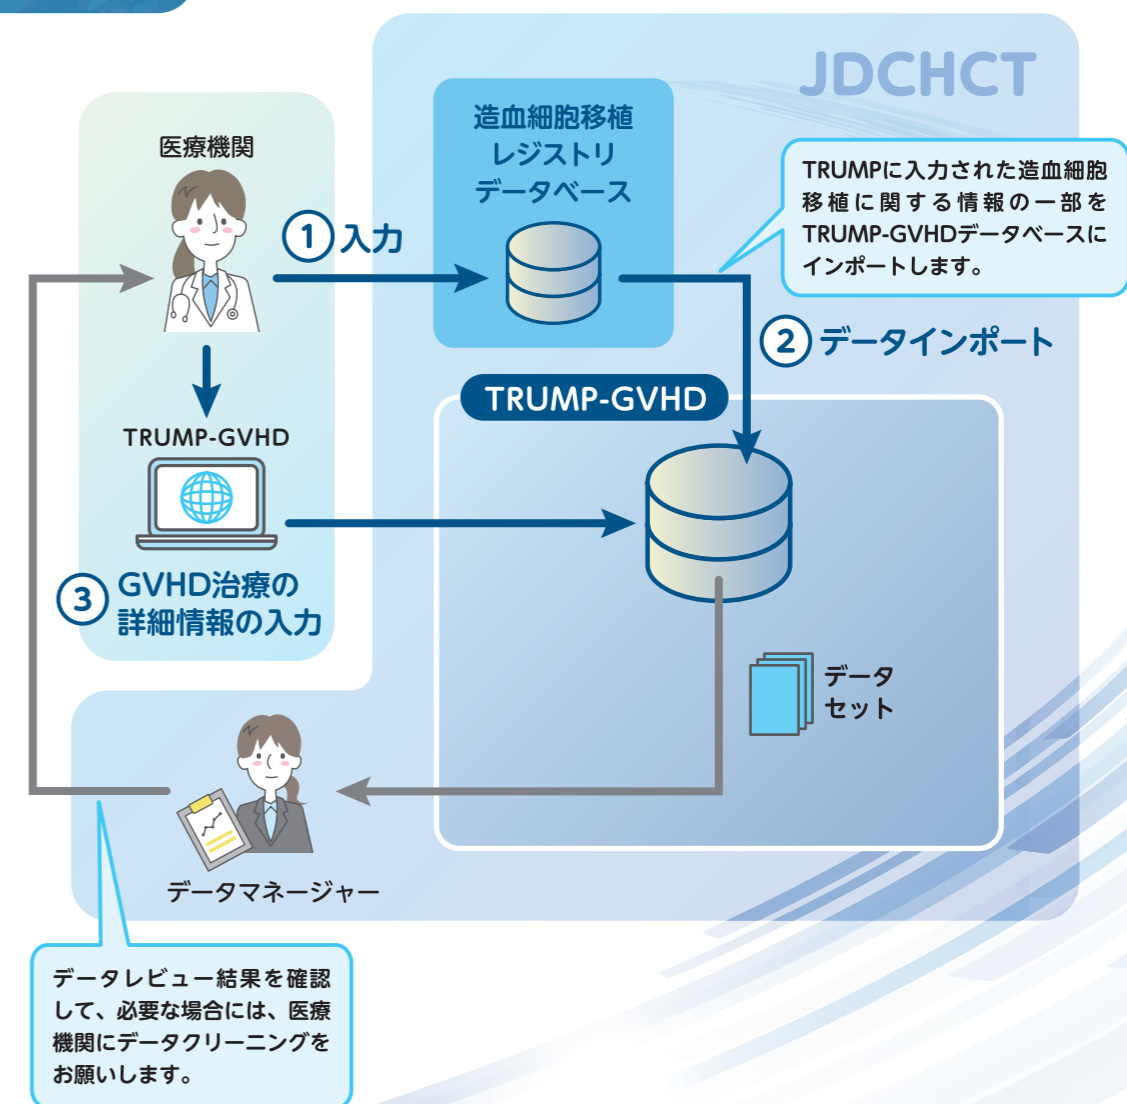 JDCHCT
医療機関
造血細胞移植
レジストリ
データベース
① 入力
TRUMPに入力された造血細胞
移植に関する情報の一部を
TRUMP-GVHDデータベースに
インポートします。
② データインポート
TRUMP-GVHD
TRUMP-GVHD
③ GVHD治療の
詳細情報の入力
データ
セット
データマネージャー
データレビュー結果を確認
して、必要な場合には、医療
機関にデータクリーニングを
お願いします。